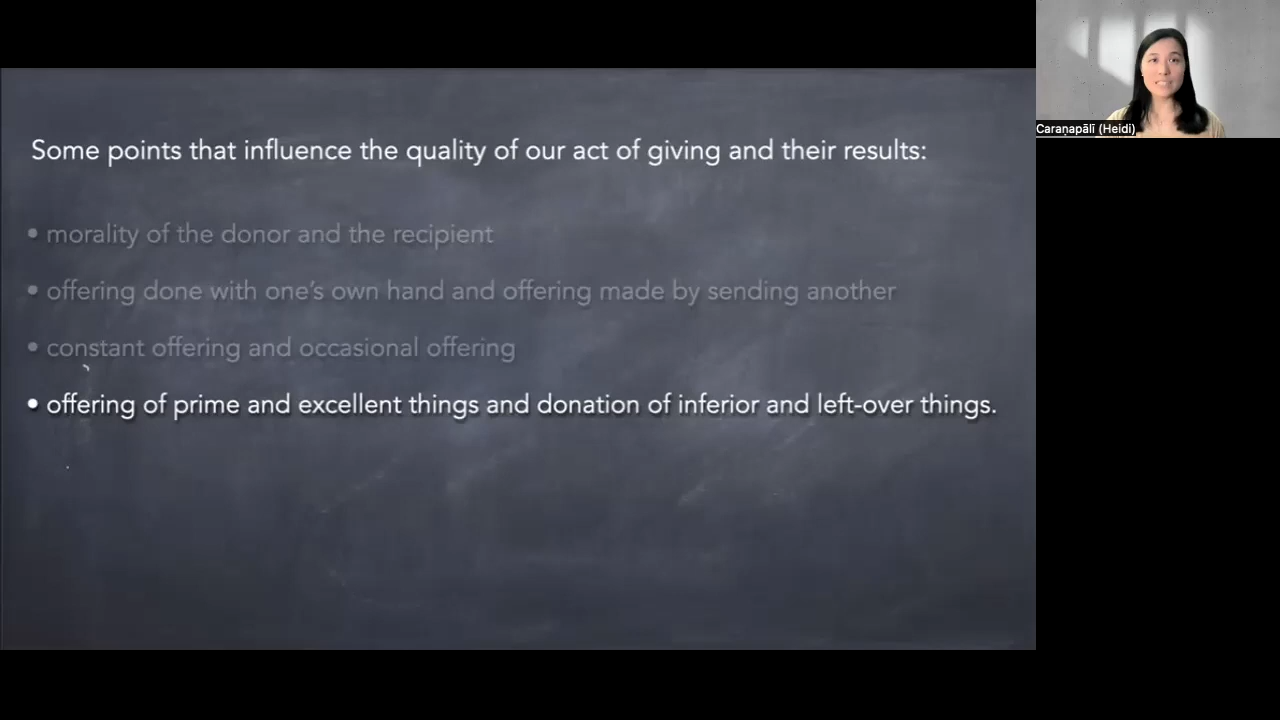 Some points that influence the quality of our act of giving and their results:
• morality of the donor and the recipient
• offering done with one's own hand and offering made by sending another
• constant offering and occasional offering
• offering of prime and excellent things and donation of inferior and left-over things.
Caraṇapālī (Heidi)